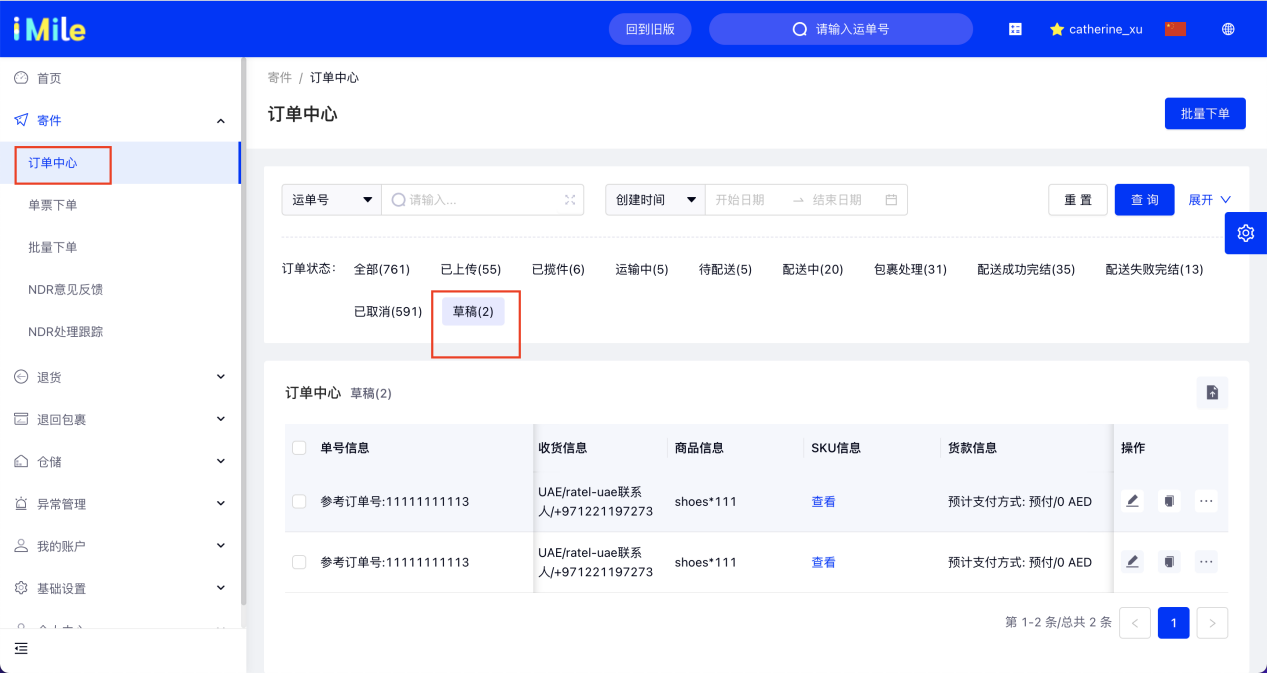 iMile
回到旧版
请输入运单号
catherine_xu
首页
寄件
订单中心
单票下单
批量下单
NDR意见反馈
NDR处理跟踪
退货
退回包裹
仓储
异常管理
我的账户
基础设置
寄件 / 订单中心
订单中心
批量下单
运单号 请输入... 创建时间 开始日期 → 结束日期 重 置 查 询 展开
订单状态: 全部(761) 已上传(55) 已揽件(6) 运输中(5) 待配送(5) 配送中(20) 包裹处理(31) 配送成功完结(35) 配送失败完结(13)
已取消(591) 草稿(2)
订单中心 草稿(2)
单号信息 收货信息 商品信息 SKU信息 货款信息 操作
参考订单号:11111111113 UAE/ratel-uae联系人/+971221197273 shoes*111 查看 预计支付方式: 预付/0 AED ...
参考订单号:11111111113 UAE/ratel-uae联系人/+971221197273 shoes*111 查看 预计支付方式: 预付/0 AED ...
第 1-2 条/总共 2 条 < 1 >